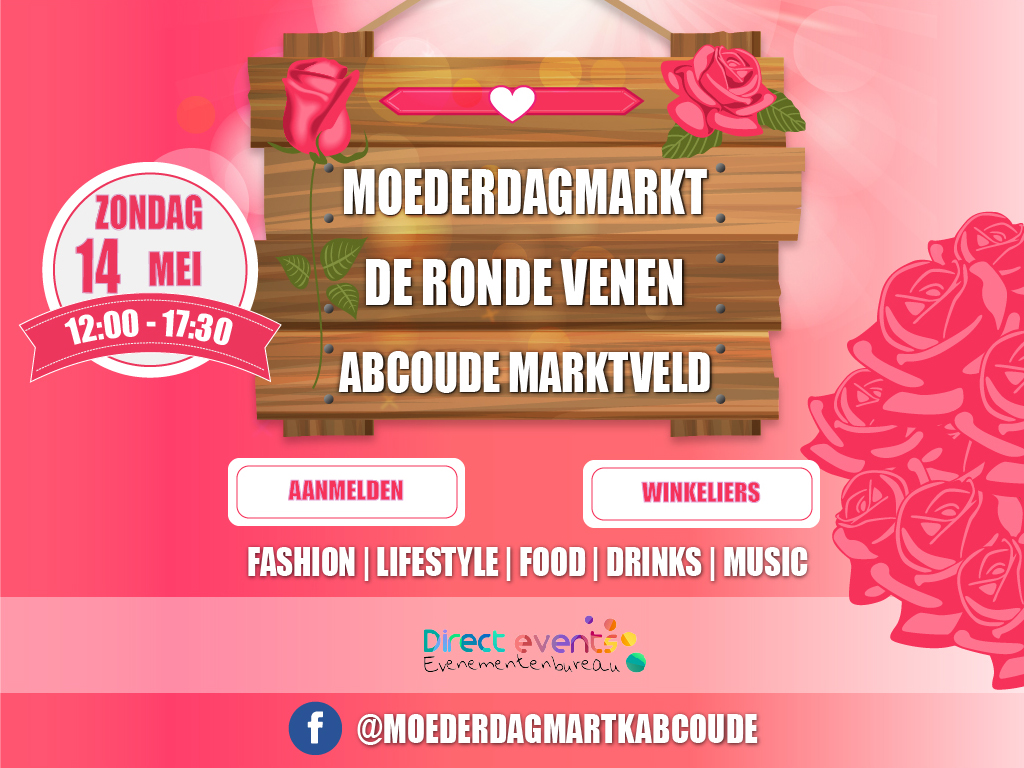 MOEDERDAGMARKT
DE RONDE VENEN
ABCOUDE MARKTVELD
ZONDAG
14 MEI
12:00 - 17:30
AANMELDEN
WINKELIERS
FASHION | LIFESTYLE | FOOD | DRINKS | MUSIC
Direct events
Evenementenbureau
f @MOEDERDAGMARTKABCOUDE